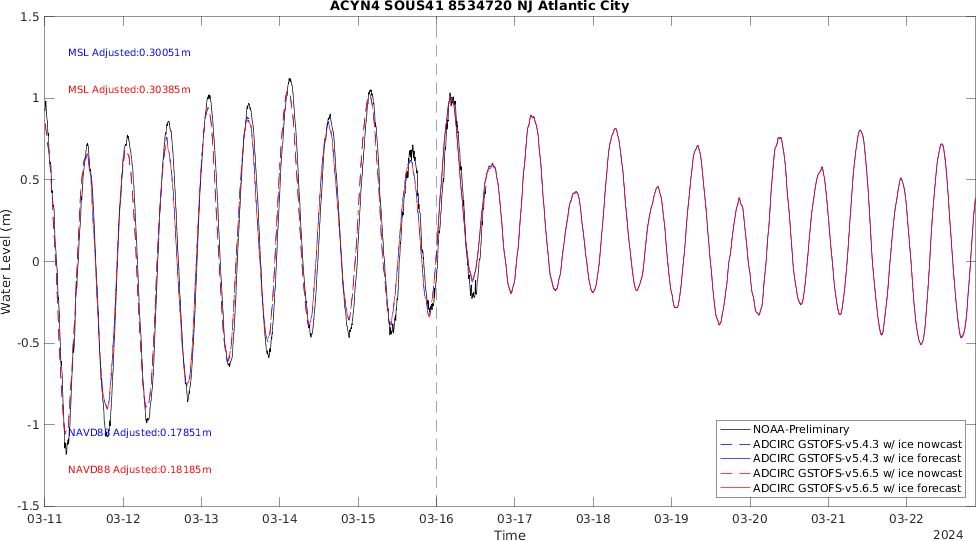 ACYN4 SOUS41 8534720 NJ Atlantic City
1.5
1
0.5
0
-0.5
-1
-1.5
Water Level (m)
MSL Adjusted:0.30051m
MSL Adjusted:0.30385m
NAVD88 Adjusted:0.17851m
NAVD88 Adjusted:0.18185m
NOAA-Preliminary
ADCIRC GSTOFS-v5.4.3 w/ ice nowcast
ADCIRC GSTOFS-v5.4.3 w/ ice forecast
ADCIRC GSTOFS-v5.6.5 w/ ice nowcast
ADCIRC GSTOFS-v5.6.5 w/ ice forecast
03-11 03-12 03-13 03-14 03-15 03-16 03-17 03-18 03-19 03-20 03-21 03-22
Time
2024